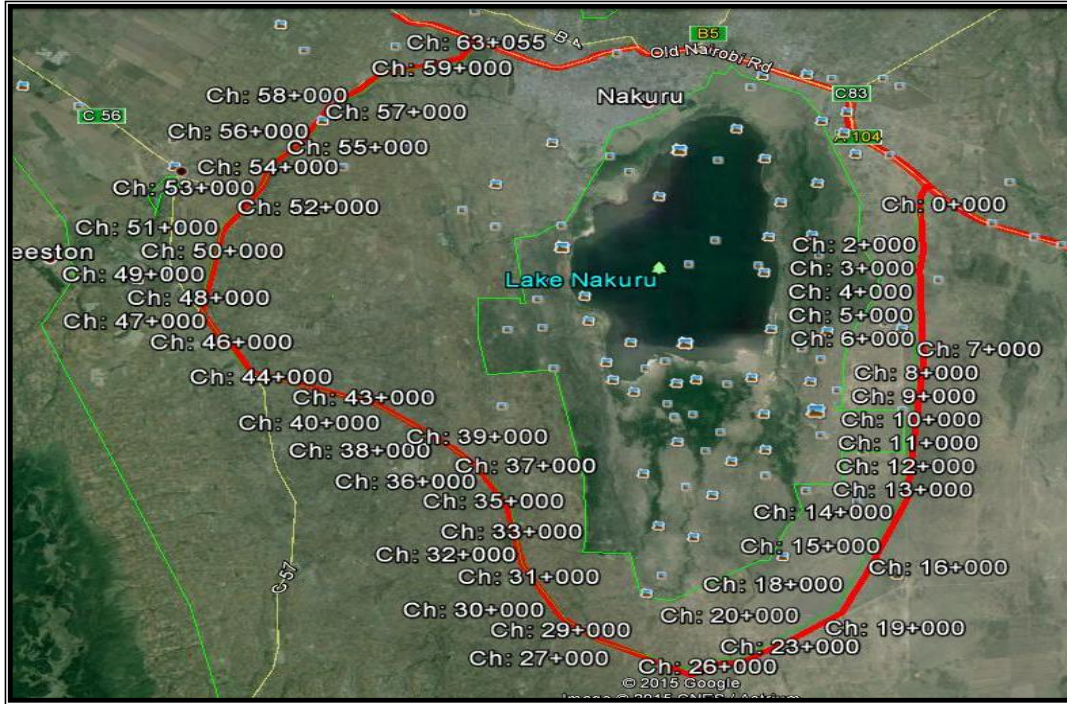 Ch: 63+055
B 4
B5
Old Nairobi Rd
Ch: 59+000
Ch: 58+000
Nakuru
C83
Ch: 57+000
C 56
Ch: 56+000
A 104
Ch: 55+000
Ch: 54+000
Ch: 53+000
Ch: 0+000
Ch: 52+000
Ch: 51+000
Ch: 2+000
eeston
Ch: 50+000
Ch: 3+000
Ch: 49+000
Lake Nakuru
Ch: 4+000
Ch: 48+000
Ch: 5+000
Ch: 47+000
Ch: 6+000
Ch: 46+000
Ch: 7+000
Ch: 44+000
Ch: 8+000
Ch: 43+000
Ch: 9+000
Ch: 40+000
Ch: 10+000
Ch: 39+000
Ch: 11+000
Ch: 38+000
Ch: 37+000
Ch: 12+000
Ch: 36+000
Ch: 13+000
Ch: 35+000
Ch: 14+000
Ch: 33+000
Ch: 15+000
Ch: 32+000
Ch: 16+000
Ch: 31+000
C-57
Ch: 18+000
Ch: 30+000
Ch: 20+000
Ch: 29+000
Ch: 19+000
Ch: 27+000
Ch: 23+000
Ch: 26+000
© 2015 Google
Image © 2015 CNES / Astrium